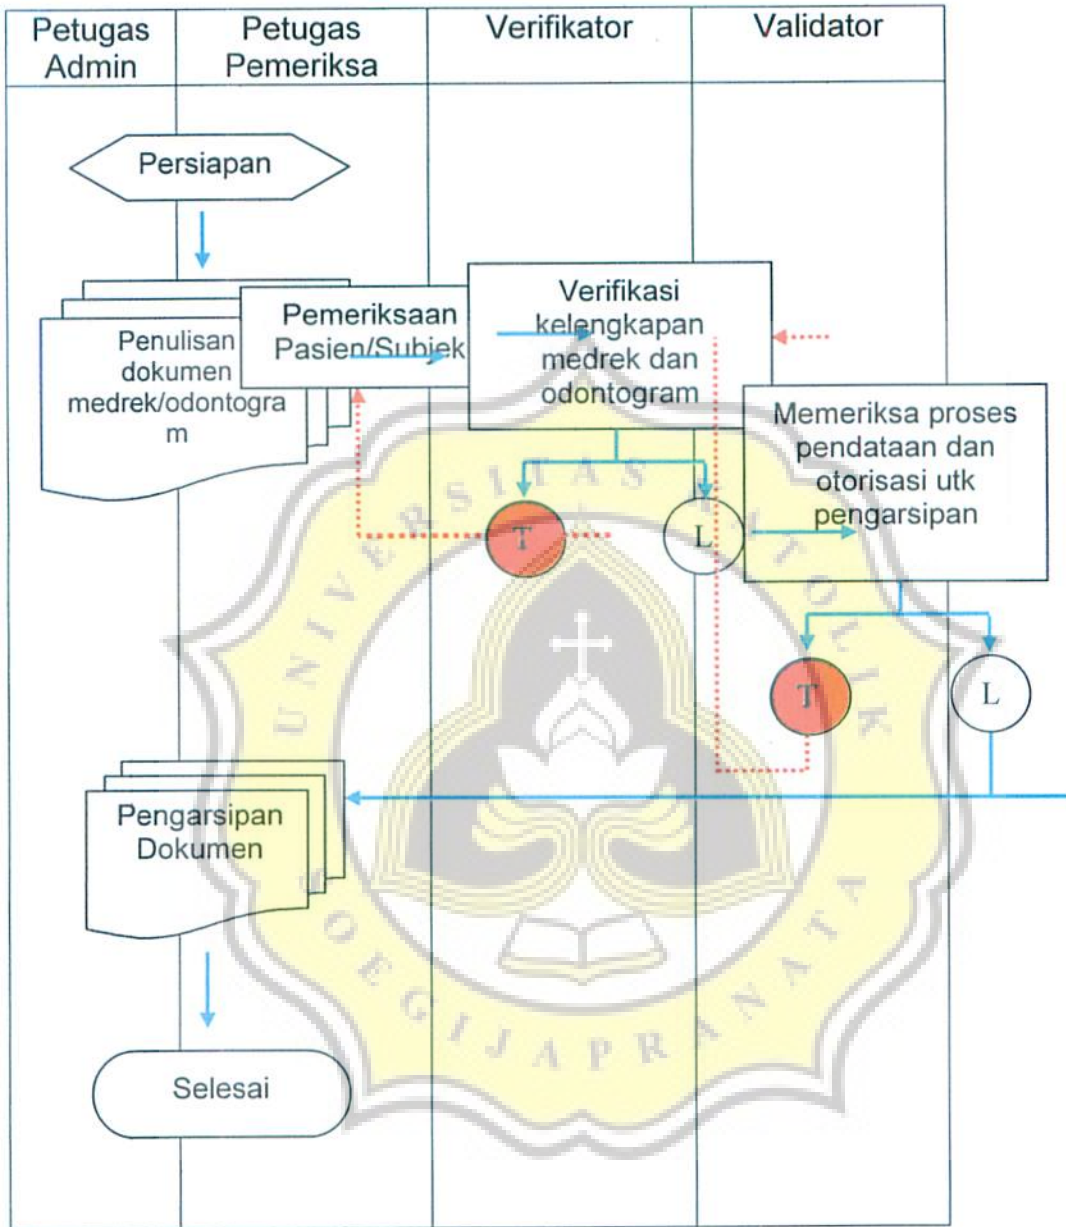 Petugas
Admin
Petugas
Pemeriksa
Verifikator
Validator
Persiapan
Penulisan
dokumen
medrek/odontogra
m
Pemeriksaan
Pasien/Subjek
Verifikasi
kelengkapan
medrek dan
odontogram
T
L
Memeriksa proses
pendataan dan
otorisasi utk
pengarsipan
T
L
Pengarsipan
Dokumen
Selesai
UNIVERSITAS KATOLIK
SOEGIJAPRANATA